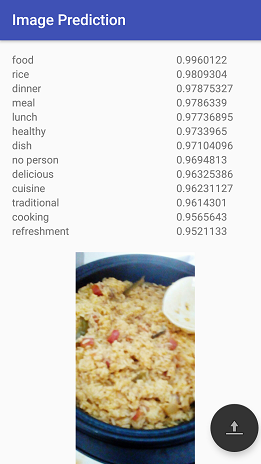 Image Prediction
food 0.9960122
rice 0.9809304
dinner 0.97875327
meal 0.9786339
lunch 0.97736895
healthy 0.9733965
dish 0.97104096
no person 0.9694813
delicious 0.96325386
cuisine 0.96231127
traditional 0.9614301
cooking 0.9565643
refreshment 0.9521133